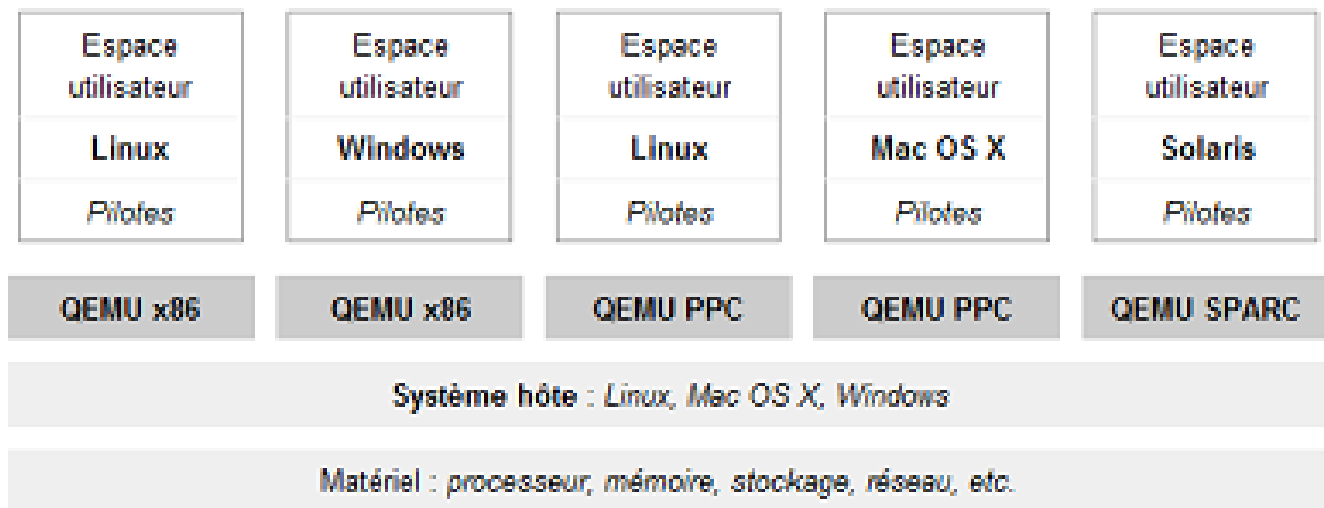 Espace
utilisateur
Linux
Pilotes
QEMU x86
Espace
utilisateur
Windows
Pilotes
QEMU x86
Espace
utilisateur
Linux
Pilotes
QEMU PPC
Espace
utilisateur
Mac OS X
Pilotes
QEMU PPC
Espace
utilisateur
Solaris
Pilotes
QEMU SPARC
Système hôte : Linux, Mac OS X, Windows
Matériel : processeur, mémoire, stockage, réseau, etc.